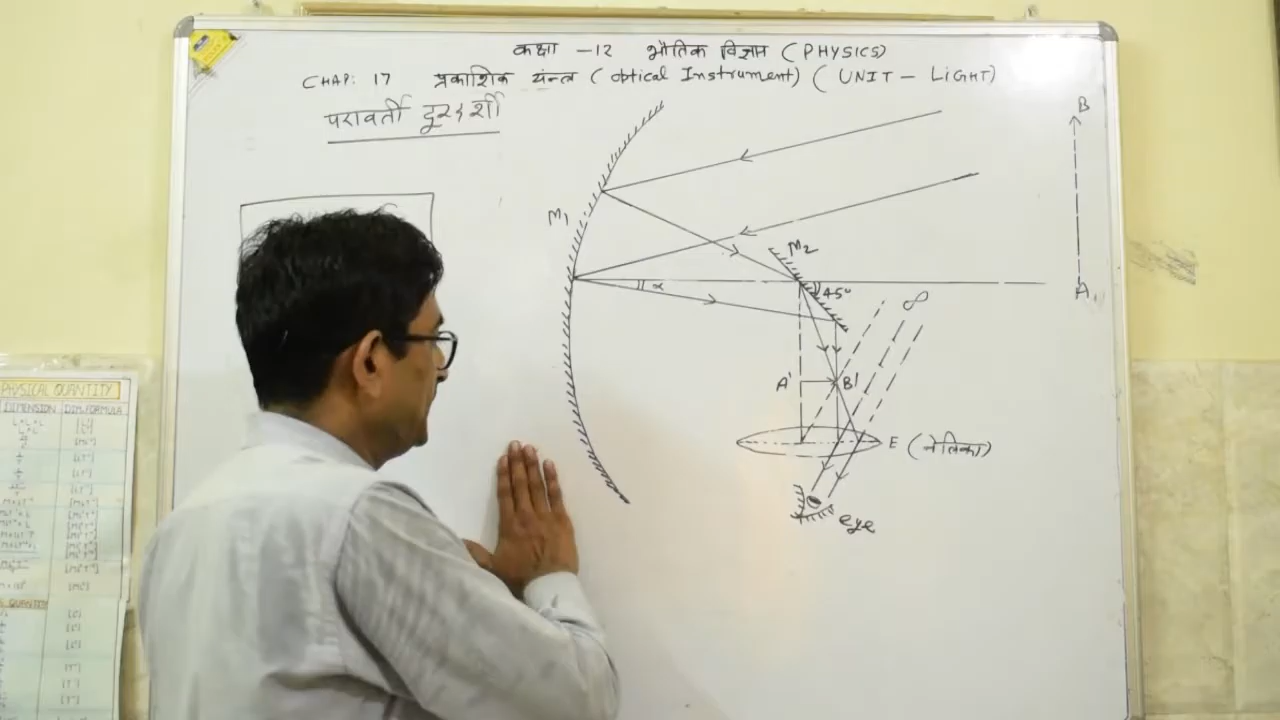 कक्षा -12 भौतिक विज्ञान (PHYSICS)
CHAP: 17 प्रकाशिक यंन्त्र (optical Instrument) (UNIT - LIGHT)
परावर्ती दूरदर्शी
B
M1
M2
α
45°
∞
A
A' B'
E (नेत्रिका)
eye
PHYSICAL QUANTITY
DIMENSION DIM.FORMULA
QUANTITY